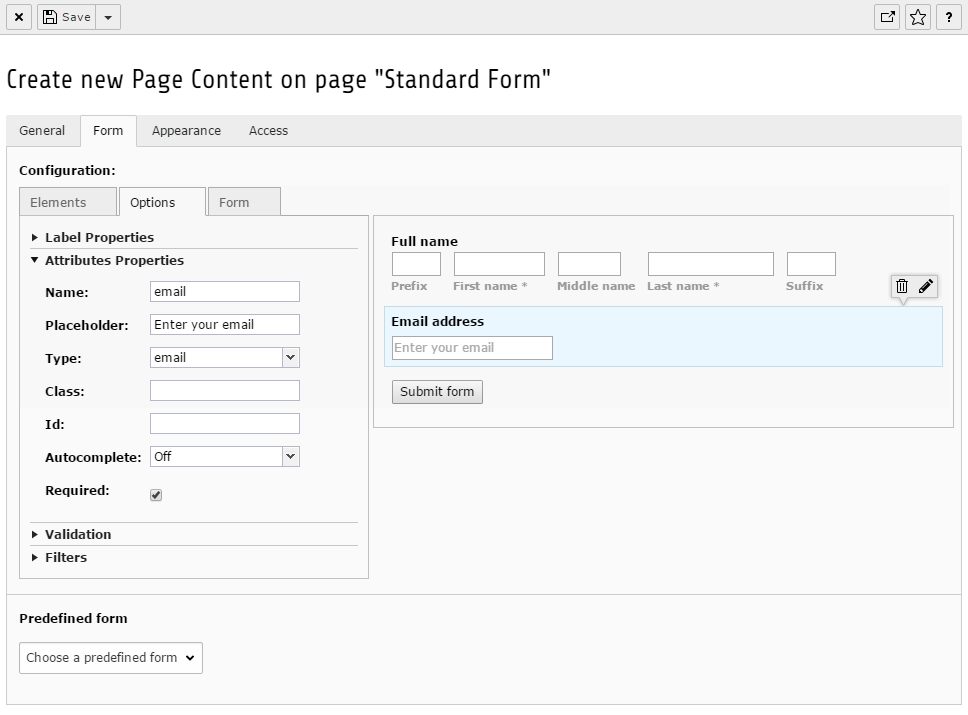 Save
?
Create new Page Content on page "Standard Form"
General Form Appearance Access
Configuration:
Elements Options Form
Label Properties
Attributes Properties
Name: email
Placeholder: Enter your email
Type: email
Class:
Id:
Autocomplete: Off
Required:
Validation
Filters
Full name
Prefix First name * Middle name Last name * Suffix
Email address
Enter your email
Submit form
Predefined form
Choose a predefined form